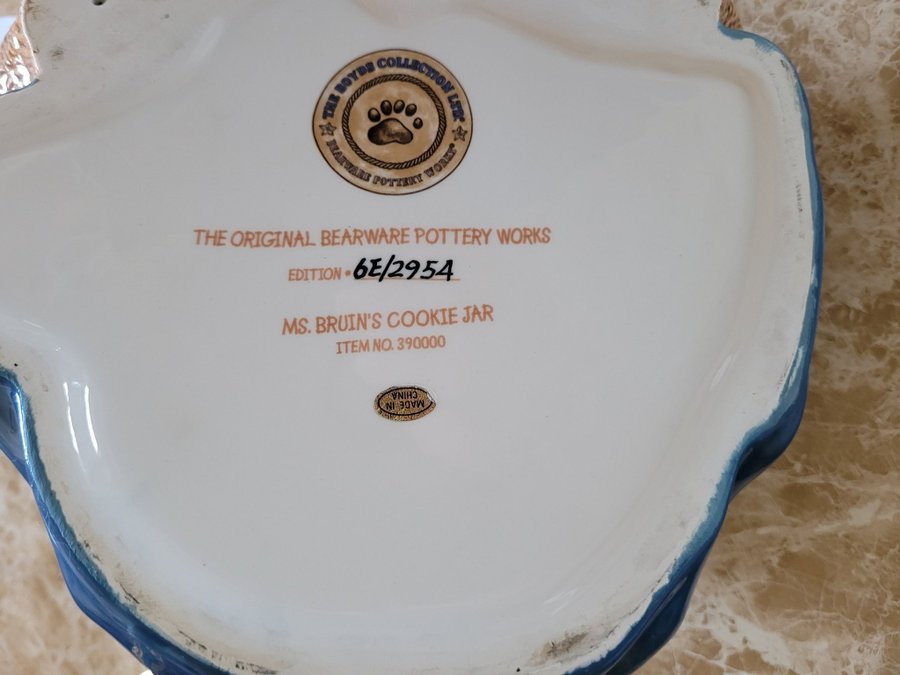 THE BOYDS COLLECTION LTD.®
BEARWARE POTTERY WORKS®
THE ORIGINAL BEARWARE POTTERY WORKS
EDITION • 6E/2954
MS. BRUIN'S COOKIE JAR
ITEM NO. 390000
MADE IN
CHINA